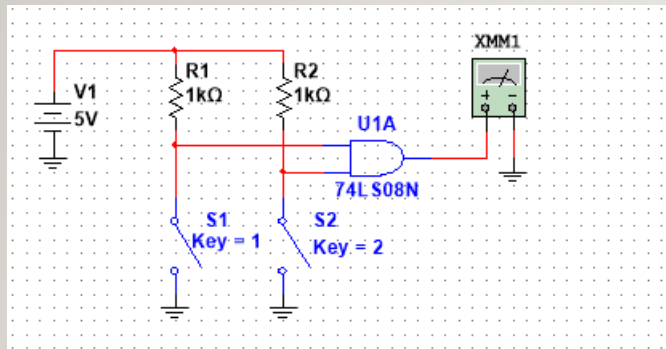 XMM1
R1
1kΩ
R2
1kΩ
V1
5V
U1A
74LS08N
S1
Key = 1
S2
Key = 2